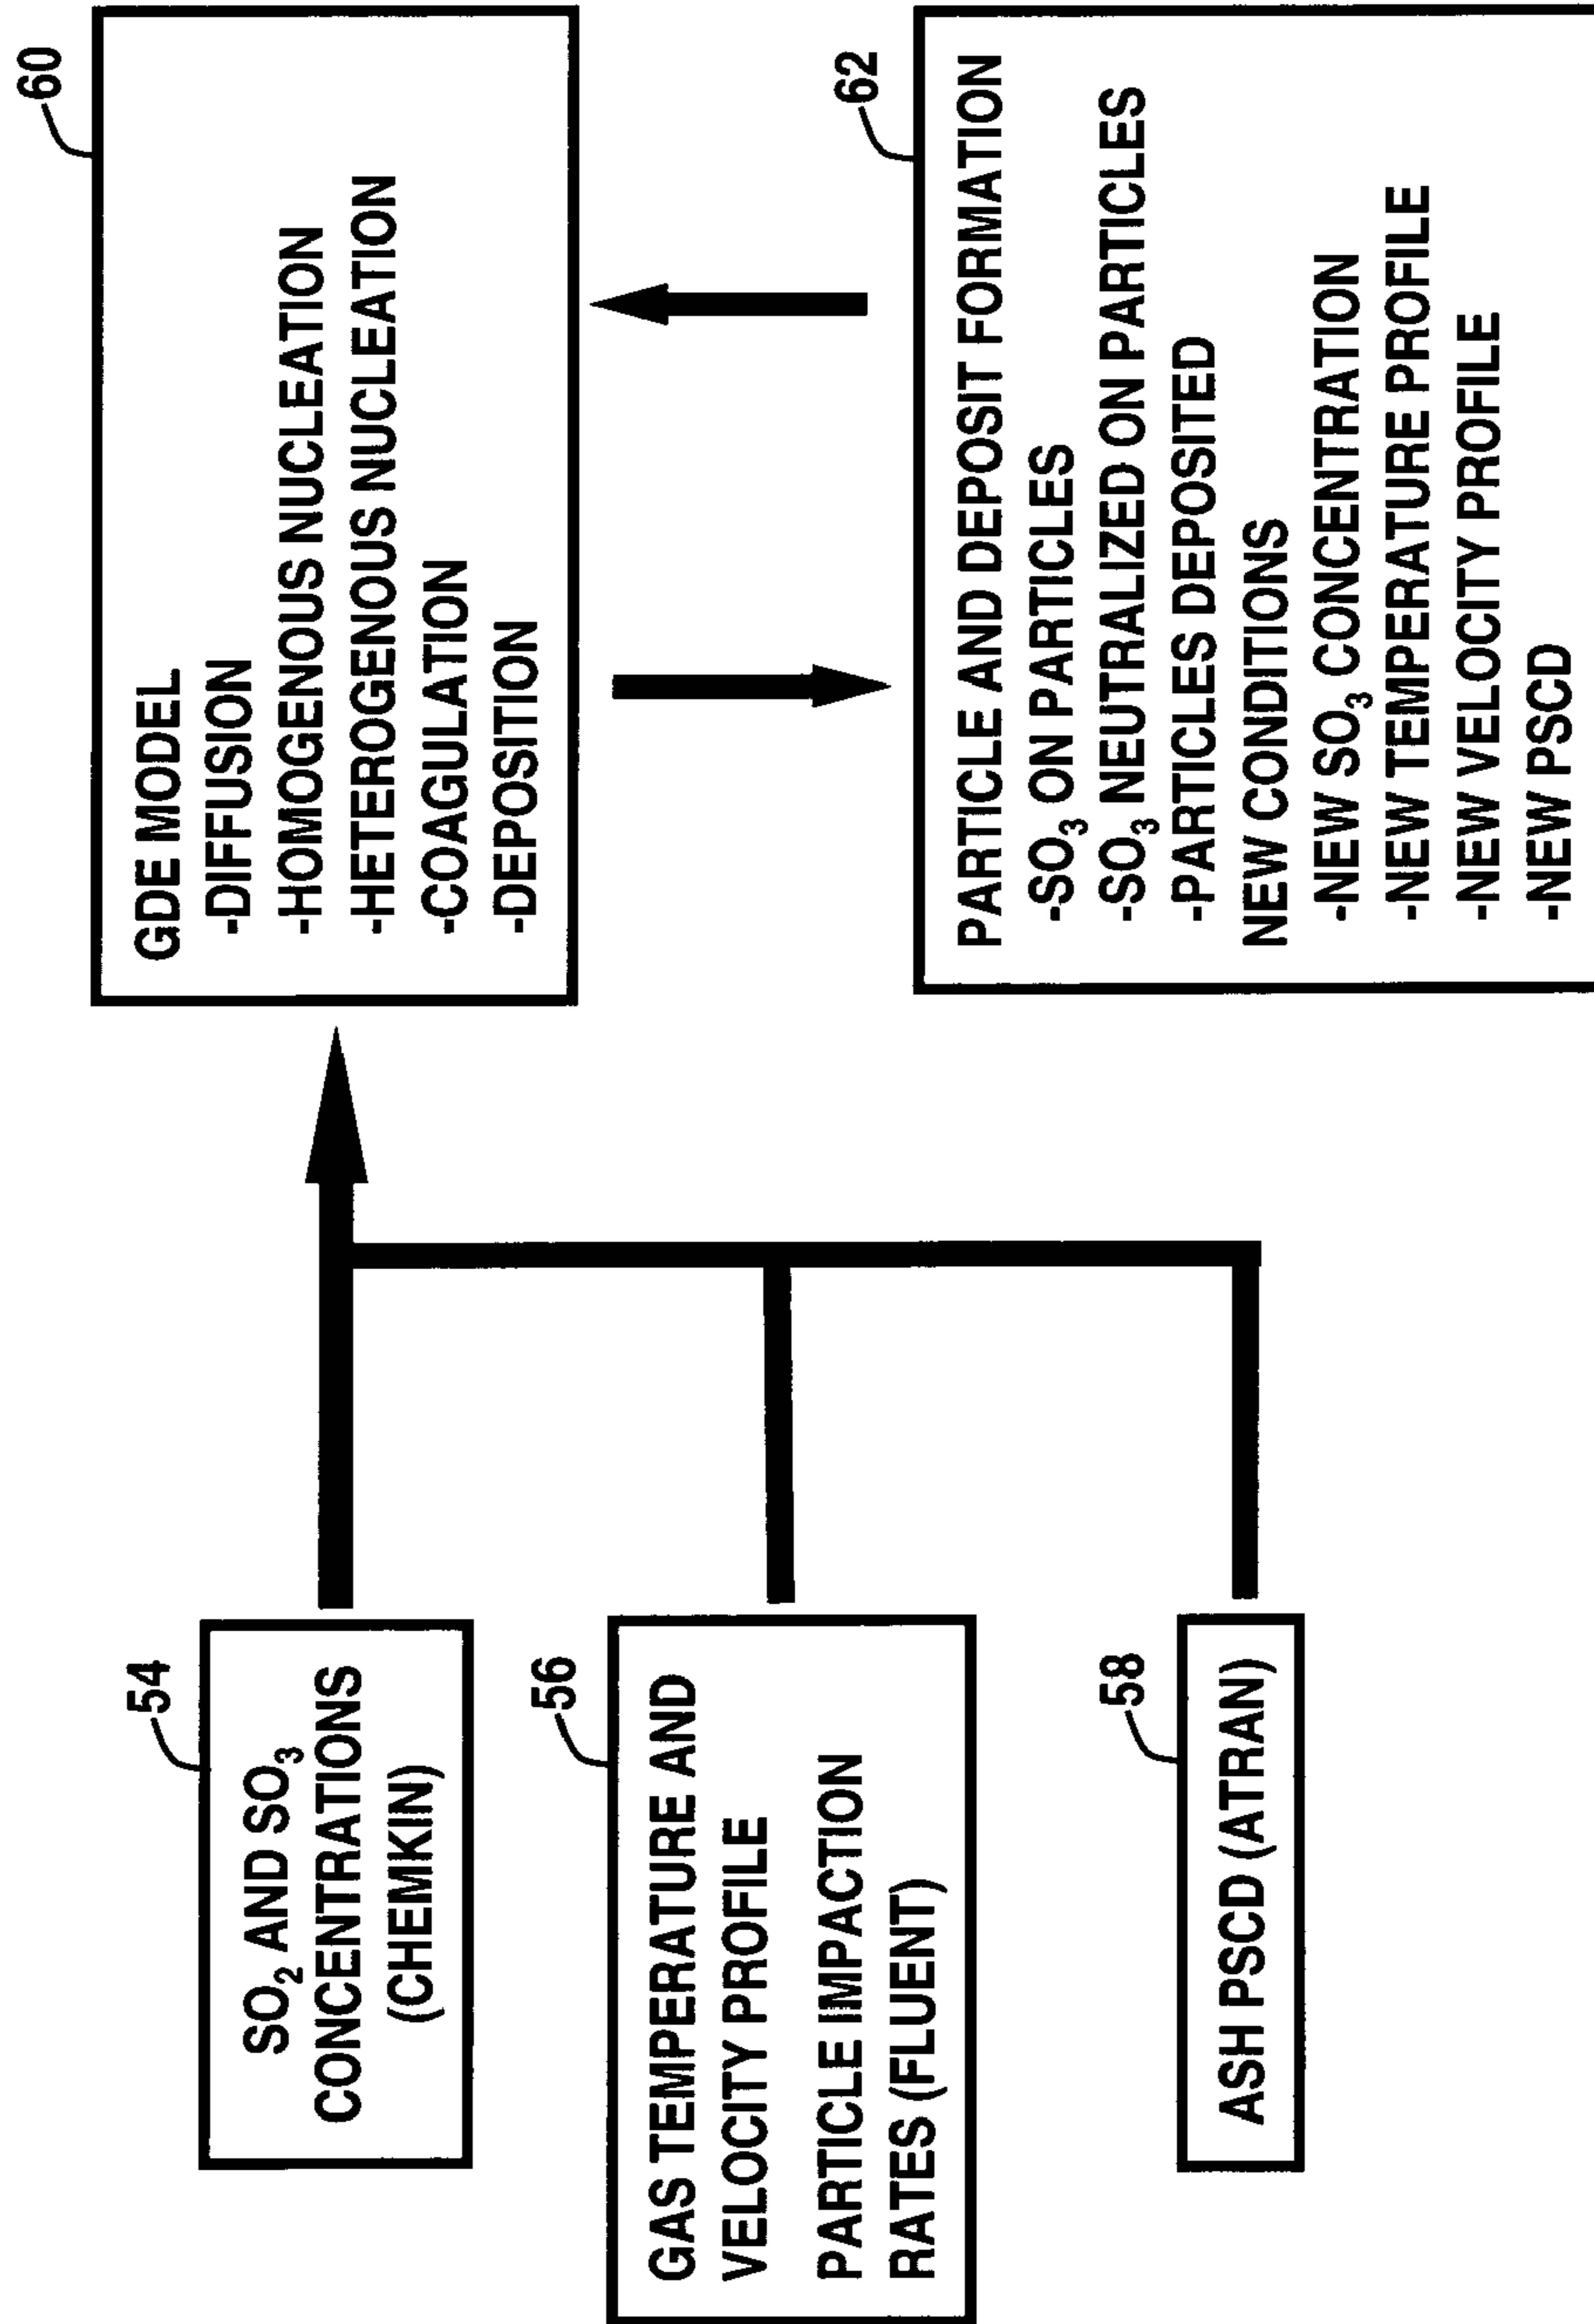 54
SO₂ AND SO₃
CONCENTRATIONS
(CHEMKIN)
56
GAS TEMPERATURE AND
VELOCITY PROFILE
PARTICLE IMPACTION
RATES (FLUENT)
58
ASH PSCD (ATRAN)
60
GDE MODEL
-DIFFUSION
-HOMOGENOUS NUCLEATION
-HETEROGENOUS NUCLEATION
-COAGULATION
-DEPOSITION
62
PARTICLE AND DEPOSIT FORMATION
-SO₃ ON PARTICLES
-SO₃ NEUTRALIZED ON PARTICLES
-PARTICLES DEPOSITED
NEW CONDITIONS
-NEW SO₃ CONCENTRATION
-NEW TEMPERATURE PROFILE
-NEW VELOCITY PROFILE
-NEW PSCD